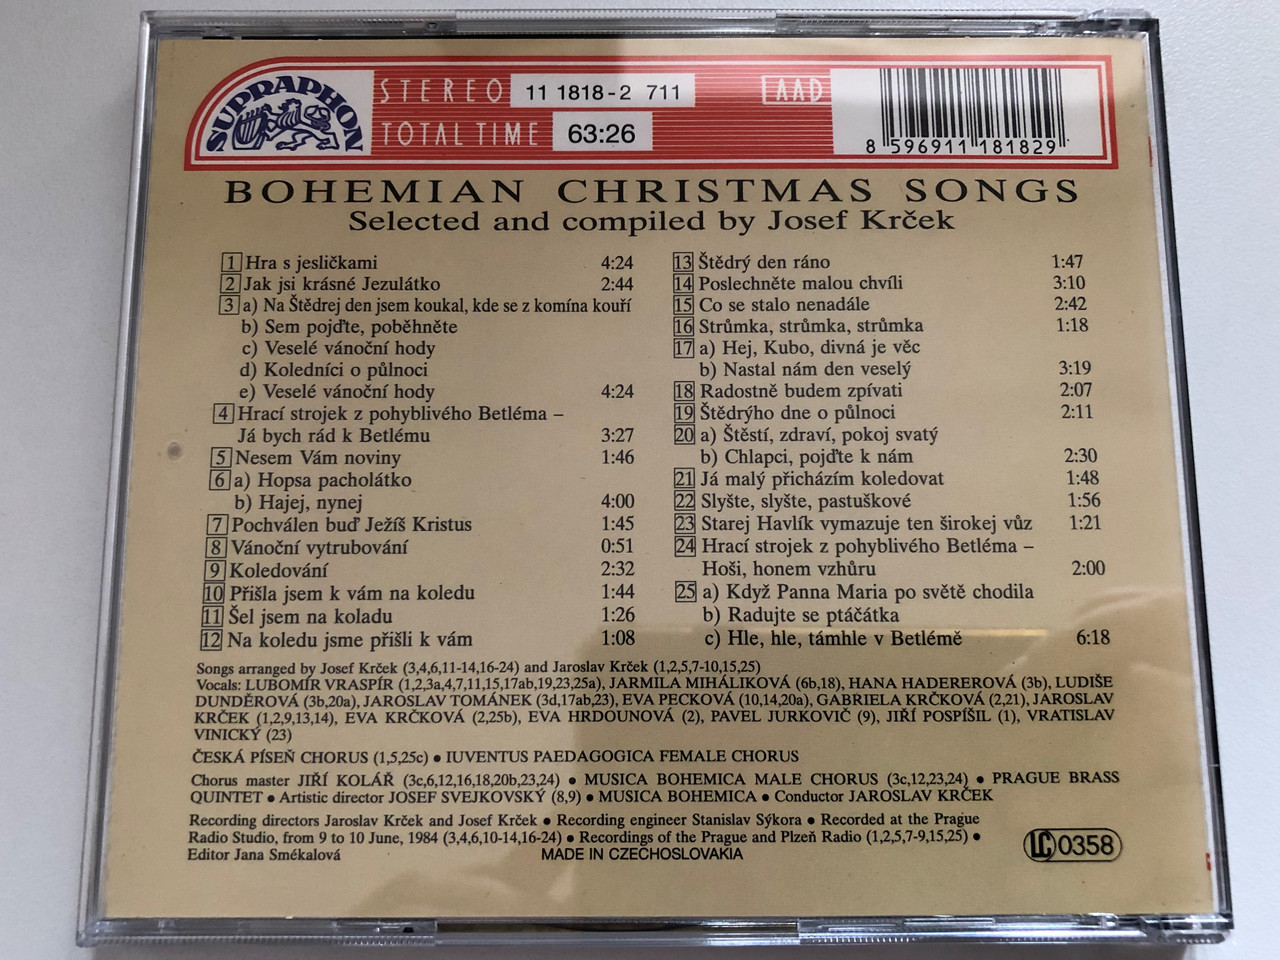 SUPRAPHON
STEREO 11 1818-2 711 AAD
TOTAL TIME 63:26
8 596911 181829
BOHEMIAN CHRISTMAS SONGS
Selected and compiled by Josef Krček
1 Hra s jesličkami 4:24
2 Jak jsi krásné Jezulátko 2:44
3 a) Na Štědrej den jsem koukal, kde se z komína kouří
b) Sem pojďte, poběhněte
c) Veselé vánoční hody
d) Koledníci o půlnoci
e) Veselé vánoční hody 4:24
4 Hrací strojek z pohyblivého Betléma –
Já bych rád k Betlému 3:27
5 Nesem Vám noviny 1:46
6 a) Hopsa pacholátko
b) Hajej, nynej 4:00
7 Pochválen buď Ježíš Kristus 1:45
8 Vánoční vytrubování 0:51
9 Koledování 2:32
10 Přišla jsem k vám na koledu 1:44
11 Šel jsem na koladu 1:26
12 Na koledu jsme přišli k vám 1:08
13 Štědrý den ráno 1:47
14 Poslechněte malou chvíli 3:10
15 Co se stalo nenadále 2:42
16 Strůmka, strůmka, strůmka 1:18
17 a) Hej, Kubo, divná je věc
b) Nastal nám den veselý 3:19
18 Radostně budem zpívati 2:07
19 Štědrýho dne o půlnoci 2:11
20 a) Štěstí, zdraví, pokoj svatý
b) Chlapci, pojďte k nám 2:30
21 Já malý přicházím koledovat 1:48
22 Slyšte, slyšte, pastuškové 1:56
23 Starej Havlík vymazuje ten širokej vůz 1:21
24 Hrací strojek z pohyblivého Betléma –
Hoši, honem vzhůru 2:00
25 a) Když Panna Maria po světě chodila
b) Radujte se ptáčátka
c) Hle, hle, támhle v Betlémě 6:18
Songs arranged by Josef Krček (3,4,6,11-14,16-24) and Jaroslav Krček (1,2,5,7-10,15,25)
Vocals: LUBOMÍR VRASPÍR (1,2,3a,4,7,11,15,17ab,19,23,25a), JARMILA MIHÁLIKOVÁ (6b,18), HANA HADEREROVÁ (3b), LUDIŠE
DUNDĚROVÁ (3b,20a), JAROSLAV TOMÁNEK (3d,17ab,23), EVA PECKOVÁ (10,14,20a), GABRIELA KRČKOVÁ (2,21), JAROSLAV
KRČEK (1,2,9,13,14), EVA KRČKOVÁ (2,25b), EVA HRDOUNOVÁ (2), PAVEL JURKOVIČ (9), JIŘÍ POSPÍŠIL (1), VRATISLAV
VINICKÝ (23)
ČESKÁ PÍSEŇ CHORUS (1,5,25c) • IUVENTUS PAEDAGOGICA FEMALE CHORUS
Chorus master JIŘÍ KOLÁŘ (3c,6,12,16,18,20b,23,24) • MUSICA BOHEMICA MALE CHORUS (3c,12,23,24) • PRAGUE BRASS
QUINTET • Artistic director JOSEF SVEJKOVSKÝ (8,9) • MUSICA BOHEMICA • Conductor JAROSLAV KRČEK
Recording directors Jaroslav Krček and Josef Krček • Recording engineer Stanislav Sýkora • Recorded at the Prague
Radio Studio, from 9 to 10 June, 1984 (3,4,6,10-14,16-24) • Recordings of the Prague and Plzeň Radio (1,2,5,7-9,15,25) •
Editor Jana Smékalová MADE IN CZECHOSLOVAKIA
LC 0358